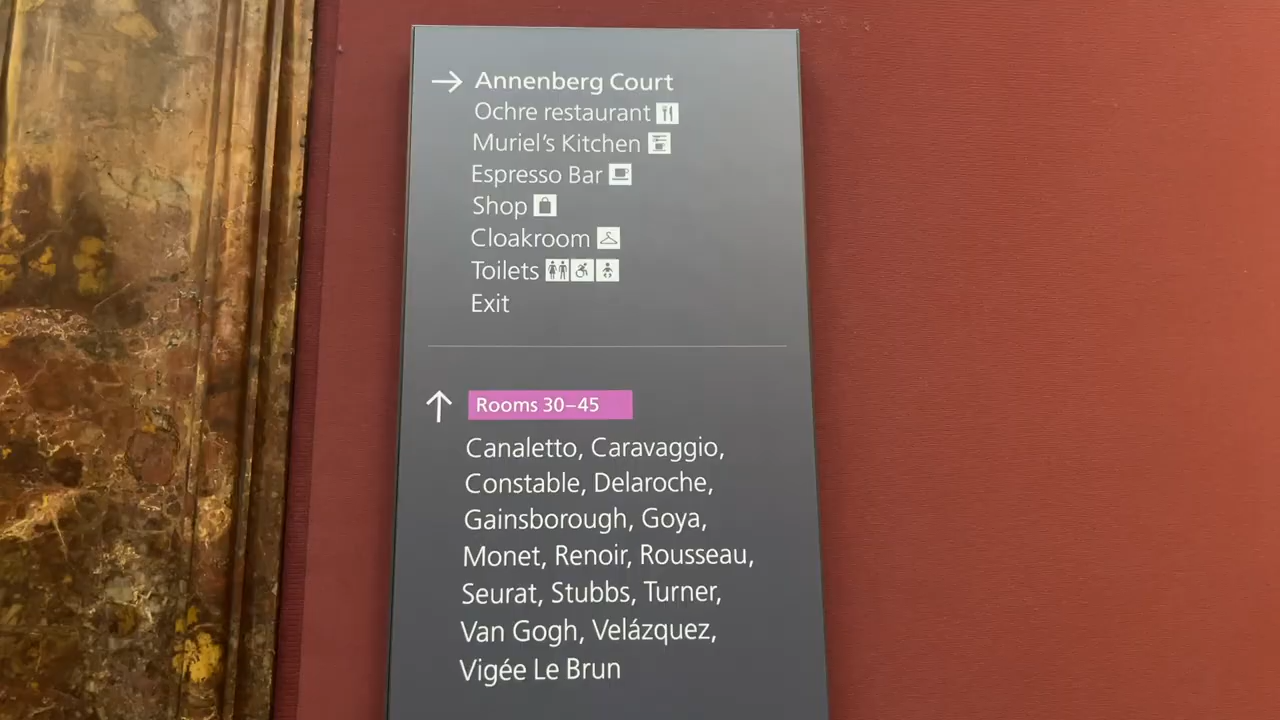 → Annenberg Court
Ochre restaurant
Muriel's Kitchen
Espresso Bar
Shop
Cloakroom
Toilets
Exit
↑ Rooms 30–45
Canaletto, Caravaggio,
Constable, Delaroche,
Gainsborough, Goya,
Monet, Renoir, Rousseau,
Seurat, Stubbs, Turner,
Van Gogh, Velázquez,
Vigée Le Brun